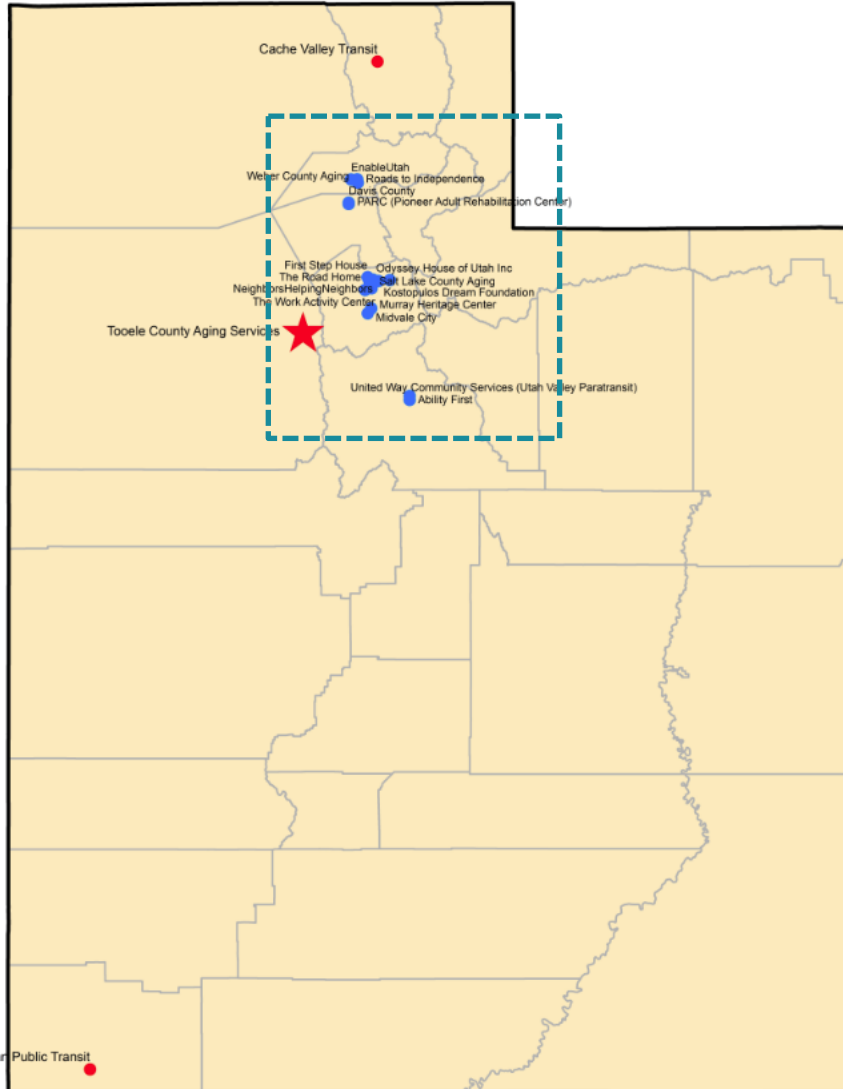 Cache Valley Transit
EnableUtah
Weber County Aging
Roads to Independence
Davis County
PARC (Pioneer Adult Rehabilitation Center)
First Step House
Odyssey House of Utah Inc
The Road Home
Salt Lake County Aging
NeighborsHelpingNeighbors
Kostopulos Dream Foundation
The Work Activity Center
Murray Heritage Center
Midvale City
Tooele County Aging Services
United Way Community Services (Utah Valley Paratransit)
Ability First
Public Transit